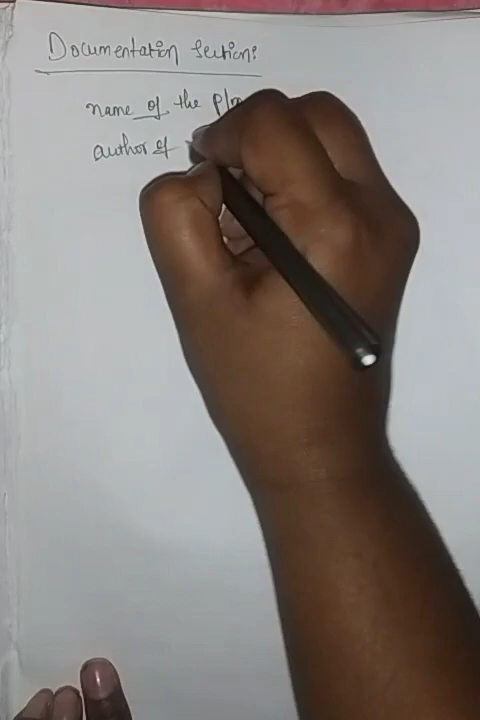 Documentation Section:
name of the p/m
author of